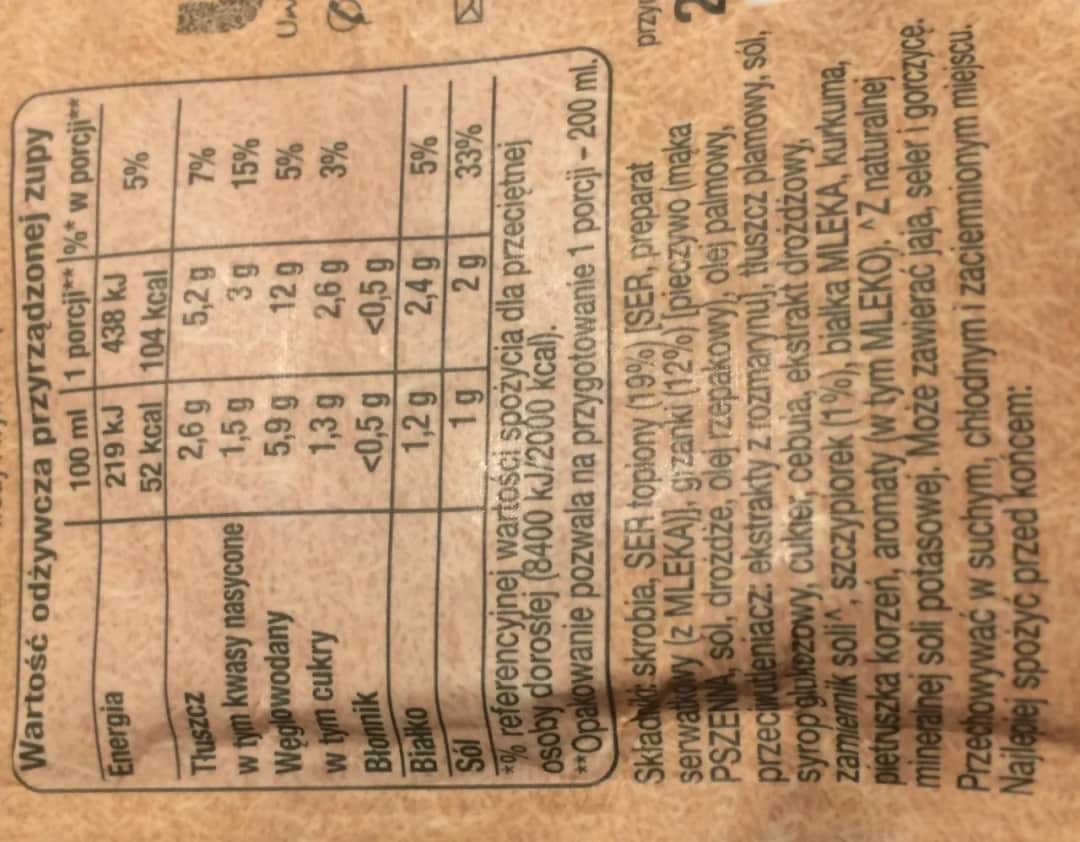 Wartość odżywcza przyrządzonej zupy
100 ml 1 porcji** %* w porcji**
Energia 219 kJ 438 kJ 5%
52 kcal 104 kcal
Tłuszcz 2,6 g 5,2 g 7%
w tym kwasy nasycone 1,5 g 3 g 15%
Węglowodany 5,9 g 12 g 5%
w tym cukry 1,3 g 2,6 g 3%
Błonnik <0,5 g <0,5 g
Białko 1,2 g 2,4 g 5%
Sól 1 g 2 g 33%
*% referencyjnej wartości spożycia dla przeciętnej
osoby dorosłej (8400 kJ/2000 kcal).
**Opakowanie pozwala na przygotowanie 1 porcji - 200 ml.
Składniki: skrobia, SER topiony (19%) [SER, preparat
serwatkowy (z MLEKA)], grzanki (12%) [pieczywo (mąka
PSZENNA, sól, drożdże, olej rzepakowy), olej palmowy,
przeciwutleniacz: ekstrakty z rozmarynu], tłuszcz plamowy, sól,
syrop glukozowy, cukier, cebula, ekstrakt drożdżowy,
zamiennik soli^, szczypiorek (1%), białka MLEKA, kurkuma,
pietruszka korzeń, aromaty (w tym MLEKO). ^Z naturalnej
mineralnej soli potasowej. Może zawierać jaja, seler i gorczycę.
Przechowywać w suchym, chłodnym i zaciemnionym miejscu.
Najlepiej spożyć przed końcem:
przy
2